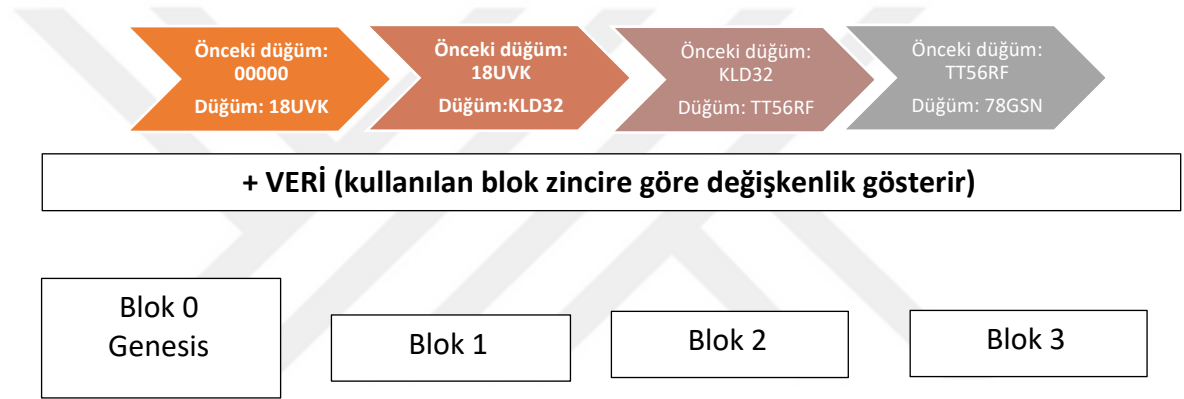 Önceki düğüm:
00000
Düğüm: 18UVK
Önceki düğüm:
18UVK
Düğüm:KLD32
Önceki düğüm:
KLD32
Düğüm: TT56RF
Önceki düğüm:
TT56RF
Düğüm: 78GSN
+ VERİ (kullanılan blok zincire göre değişkenlik gösterir)
Blok 0
Genesis
Blok 1
Blok 2
Blok 3